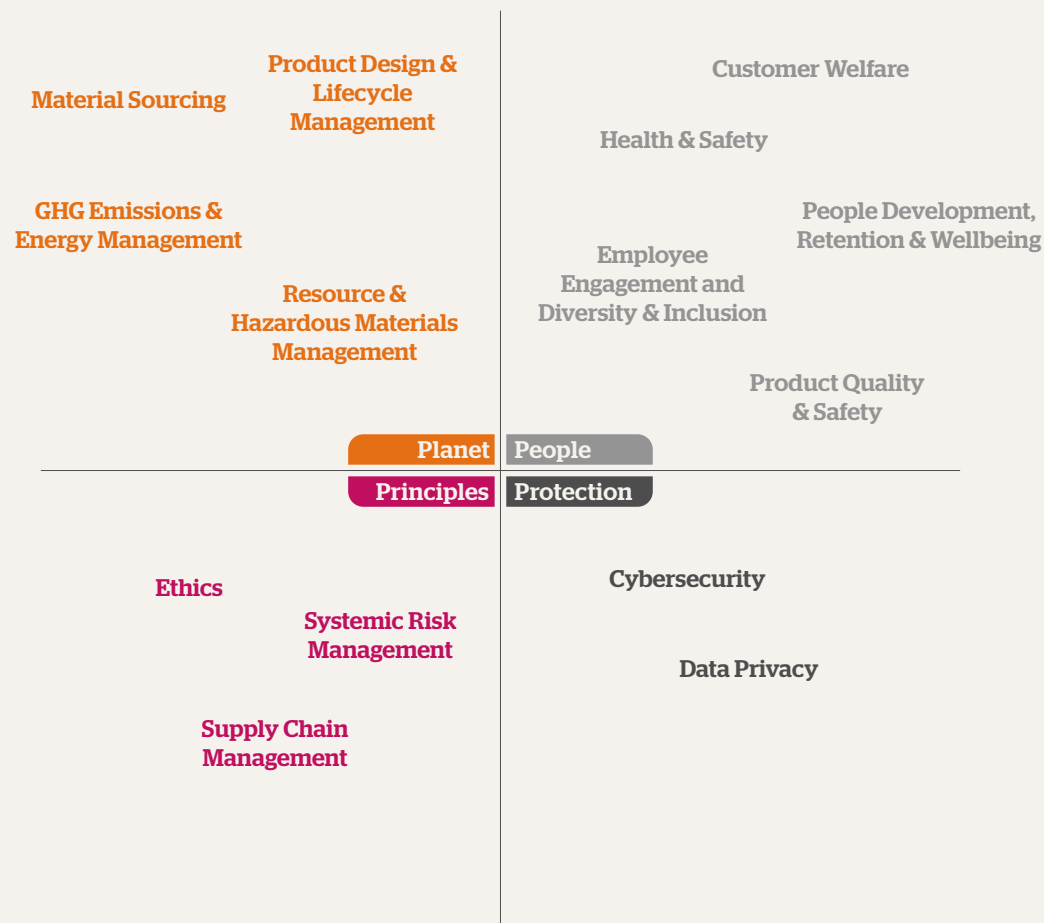 Material Sourcing
Product Design &
Lifecycle
Management
GHG Emissions &
Energy Management
Resource &
Hazardous Materials
Management
Planet
Customer Welfare
Health & Safety
People Development,
Retention & Wellbeing
Employee
Engagement and
Diversity & Inclusion
Product Quality
& Safety
People
Principles
Ethics
Systemic Risk
Management
Supply Chain
Management
Protection
Cybersecurity
Data Privacy